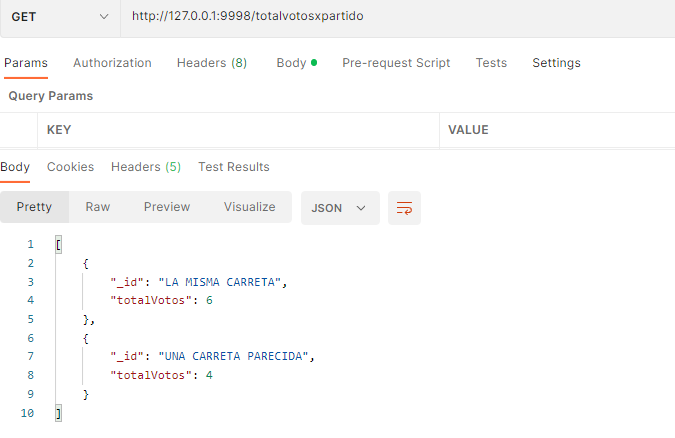 GET http://127.0.0.1:9998/totalvotosxpartido
Params Authorization Headers (8) Body Pre-request Script Tests Settings
Query Params
KEY VALUE
Body Cookies Headers (5) Test Results
Pretty Raw Preview Visualize JSON
1 [
2 {
3 "_id": "LA MISMA CARRETA",
4 "totalVotos": 6
5 },
6 {
7 "_id": "UNA CARRETA PARECIDA",
8 "totalVotos": 4
9 }
10 ]